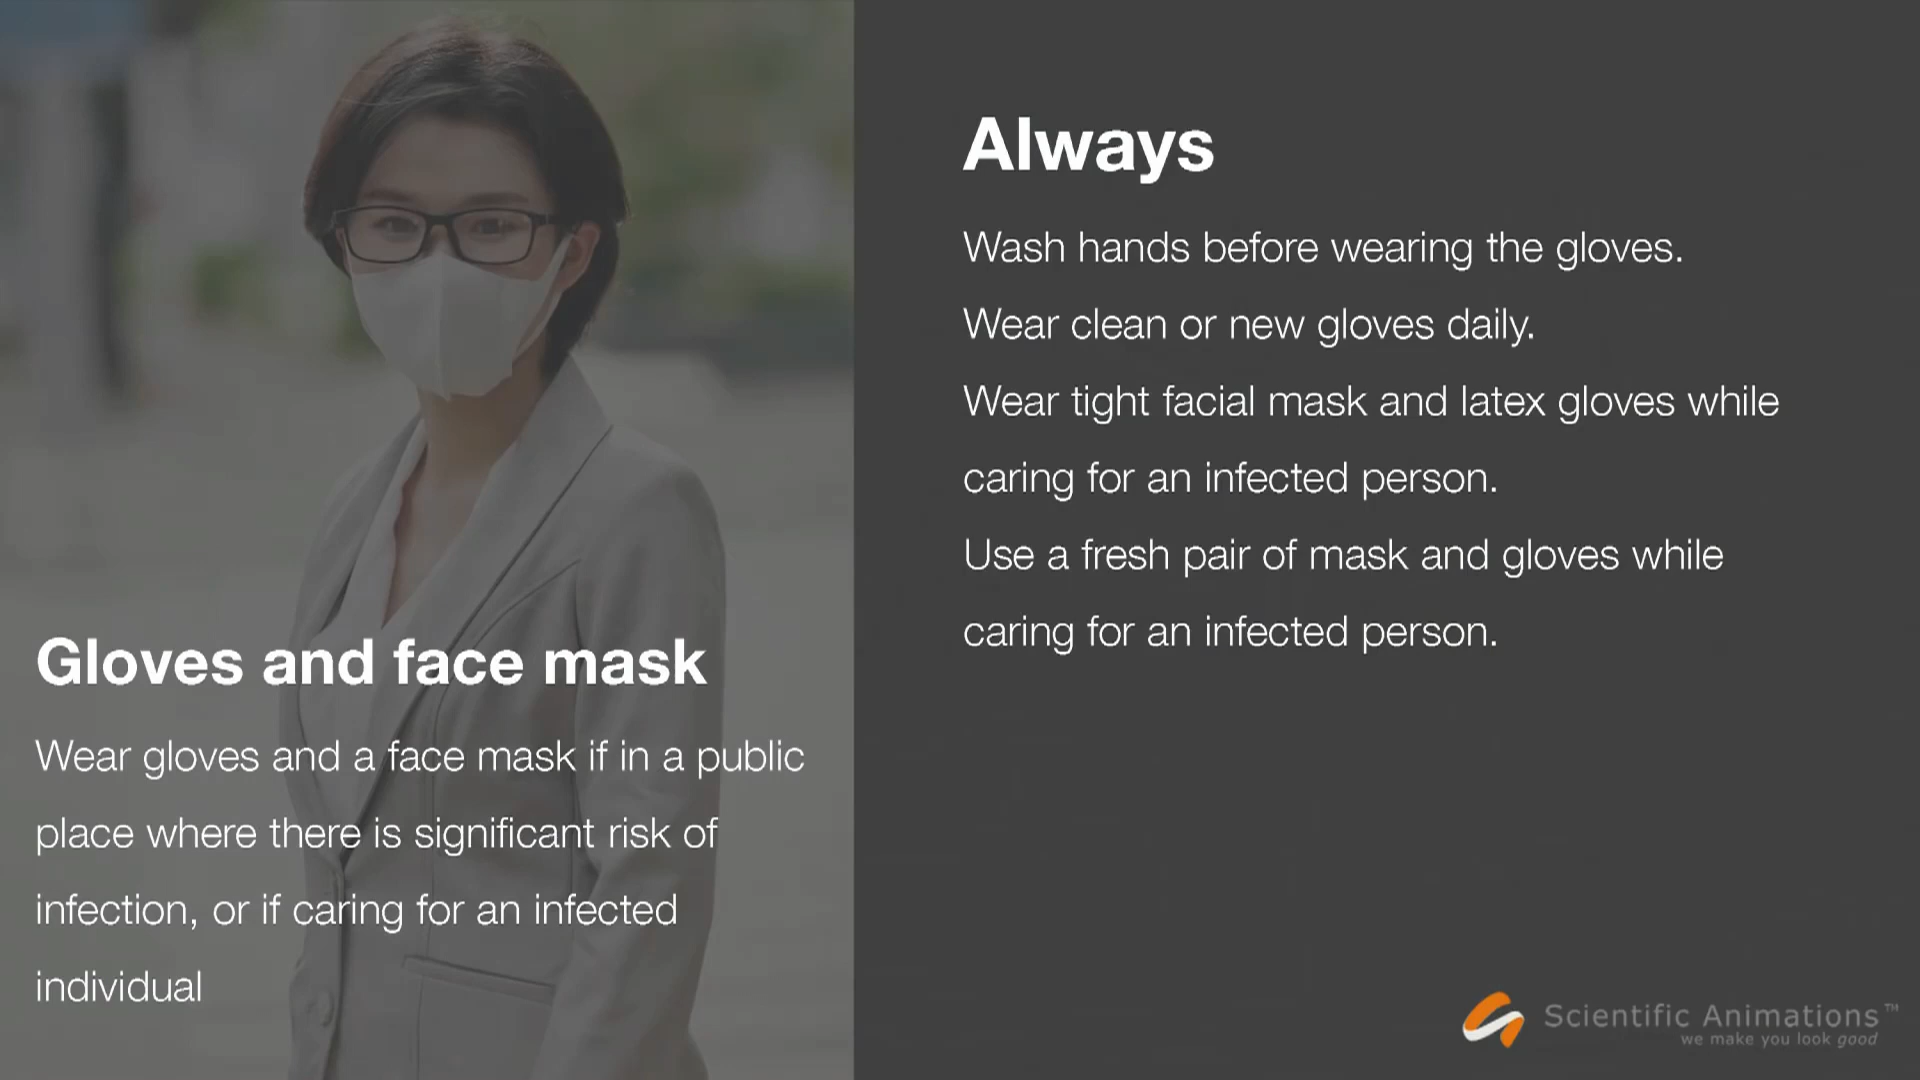 Gloves and face mask
Wear gloves and a face mask if in a public
place where there is significant risk of
infection, or if caring for an infected
individual
Always
Wash hands before wearing the gloves.
Wear clean or new gloves daily.
Wear tight facial mask and latex gloves while
caring for an infected person.
Use a fresh pair of mask and gloves while
caring for an infected person.
Scientific Animations™
we make you look good